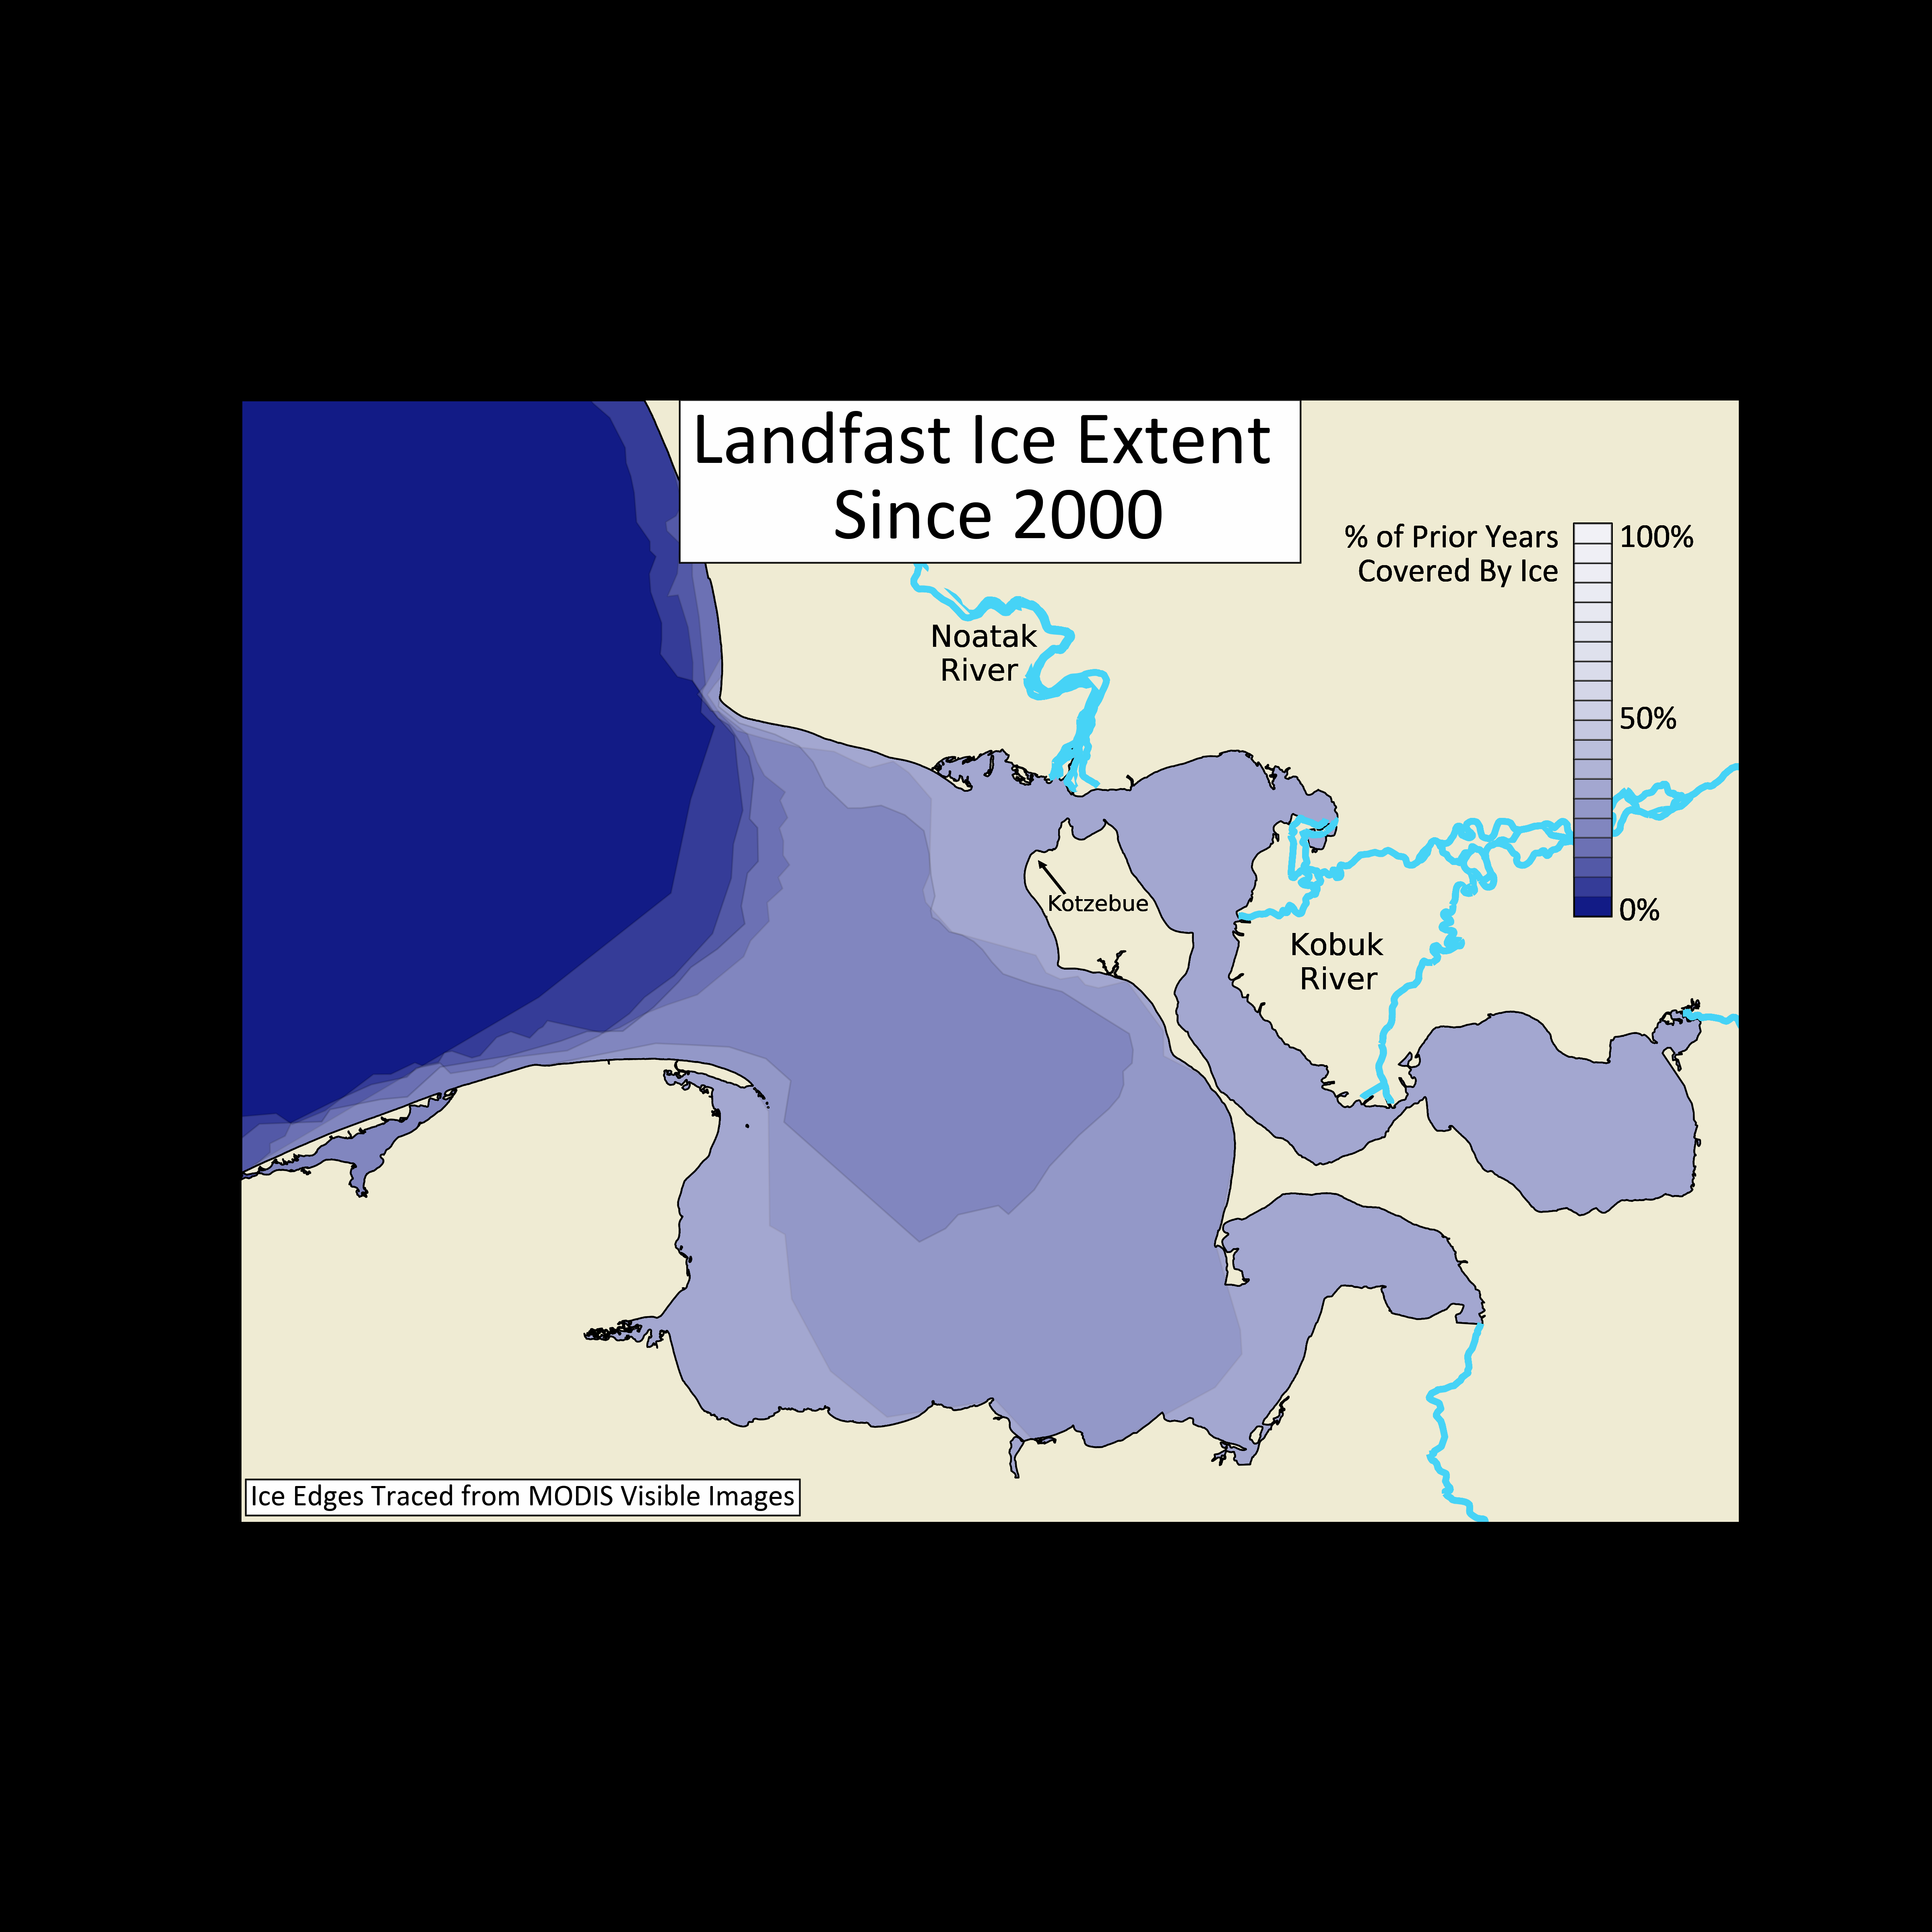 Landfast Ice Extent
Since 2000
% of Prior Years
Covered By Ice
100%
50%
0%
Noatak
River
Kotzebue
Kobuk
River
Ice Edges Traced from MODIS Visible Images